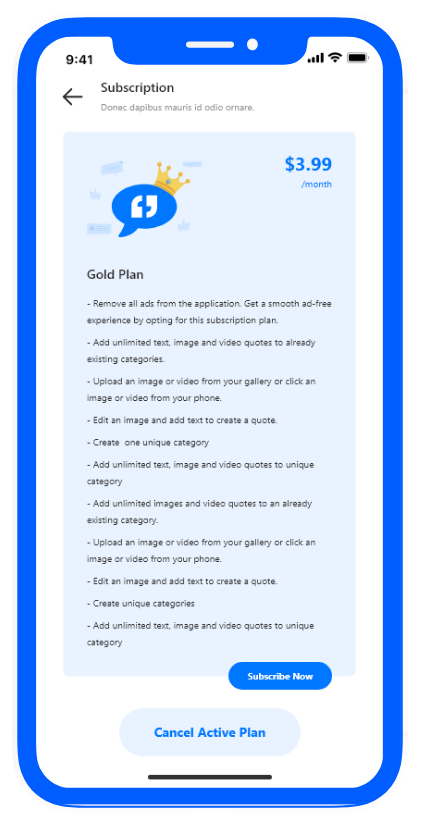 9:41
Subscription
Donec dapibus mauris id odio ornare.
$3.99
/month
Gold Plan
- Remove all ads from the application. Get a smooth ad-free
experience by opting for this subscription plan.
- Add unlimited text, image and video quotes to already
existing categories.
- Upload an image or video from your gallery or click an
image or video from your phone.
- Edit an image and add text to create a quote.
- Create  one unique category
- Add unlimited text, image and video quotes to unique
category
- Add unlimited images and video quotes to an already
existing category.
- Upload an image or video from your gallery or click an
image or video from your phone.
- Edit an image and add text to create a quote.
- Create unique categories
- Add unlimited text, image and video quotes to unique
category
Subscribe Now
Cancel Active Plan